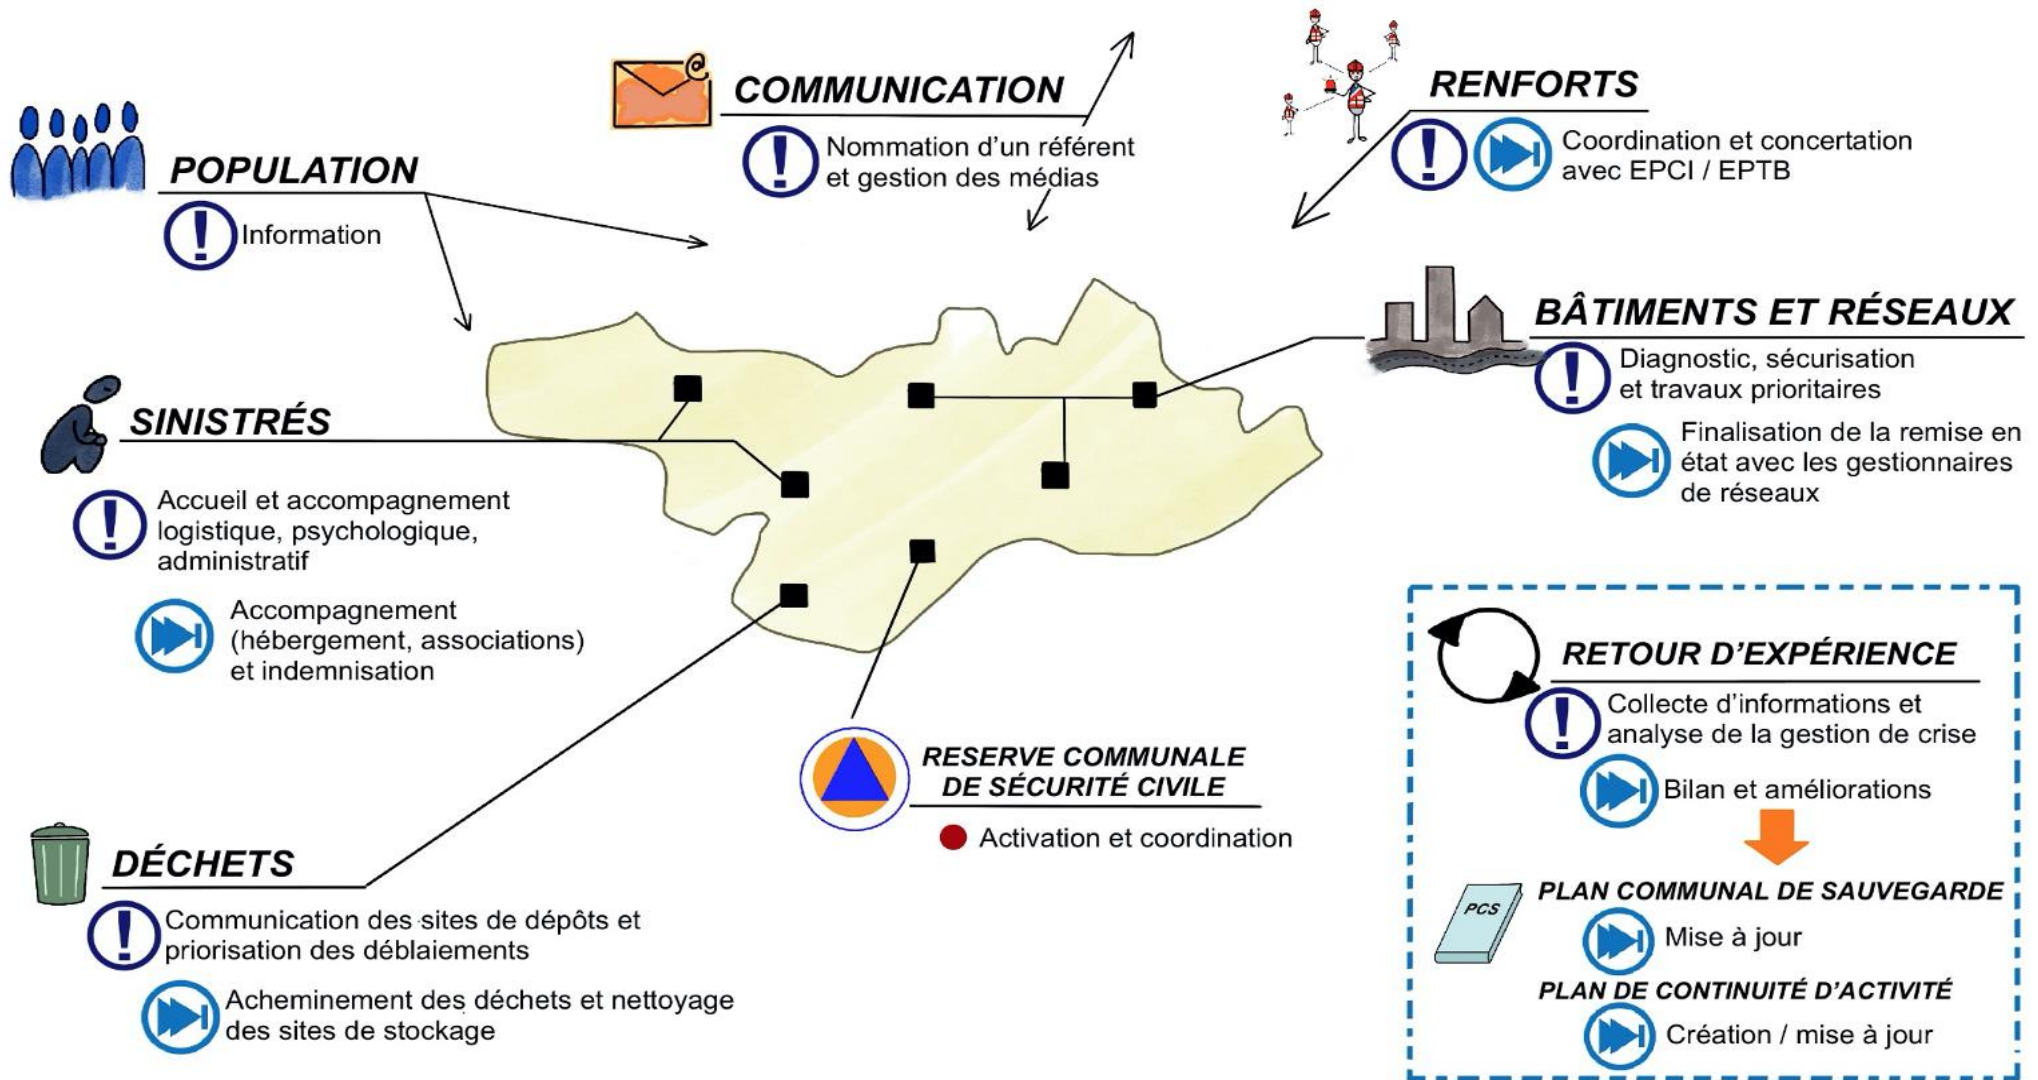 COMMUNICATION
Nommation d'un référent
et gestion des médias
RENFORTS
Coordination et concertation
avec EPCI / EPTB
POPULATION
Information
BÂTIMENTS ET RÉSEAUX
Diagnostic, sécurisation
et travaux prioritaires
Finalisation de la remise en
état avec les gestionnaires
de réseaux
SINISTRÉS
Accueil et accompagnement
logistique, psychologique,
administratif
Accompagnement
(hébergement, associations)
et indemnisation
RETOUR D'EXPÉRIENCE
Collecte d'informations et
analyse de la gestion de crise
Bilan et améliorations
RESERVE COMMUNALE
DE SÉCURITÉ CIVILE
Activation et coordination
DÉCHETS
Communication des sites de dépôts et
priorisation des déblaiements
Acheminement des déchets et nettoyage
des sites de stockage
PCS
PLAN COMMUNAL DE SAUVEGARDE
Mise à jour
PLAN DE CONTINUITÉ D'ACTIVITÉ
Création / mise à jour